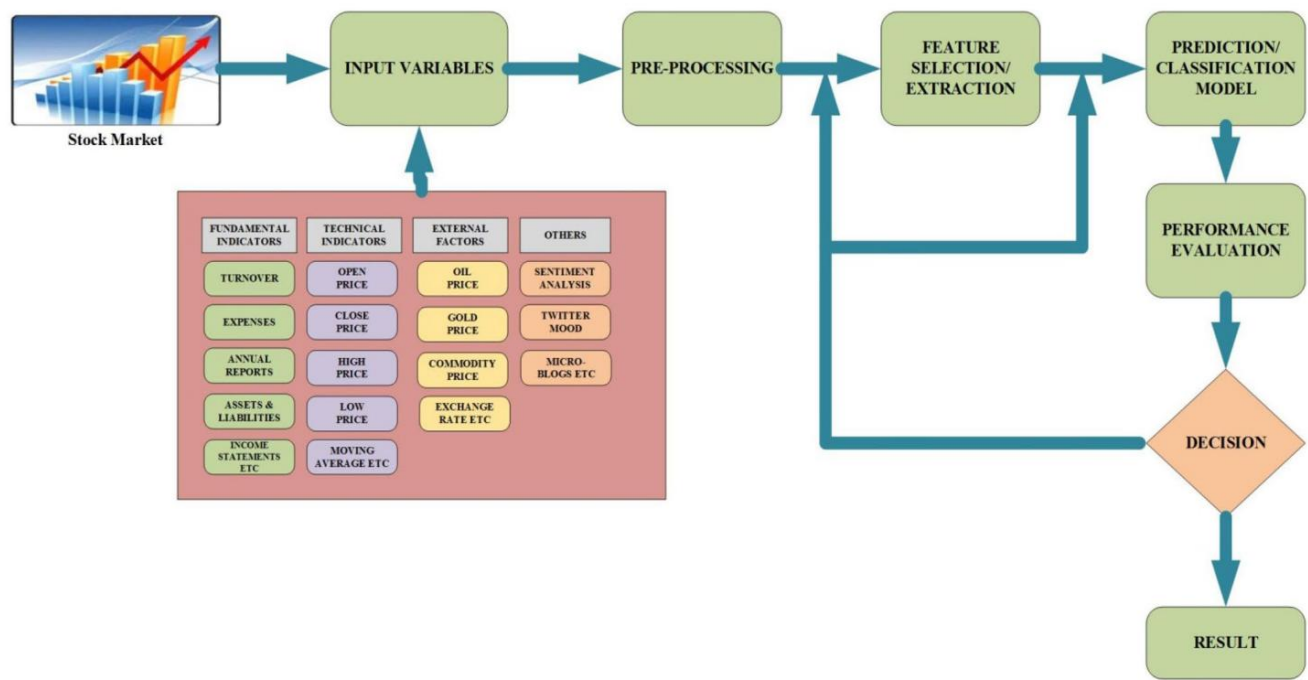 Stock Market
INPUT VARIABLES
PRE-PROCESSING
FEATURE
SELECTION/
EXTRACTION
PREDICTION/
CLASSIFICATION
MODEL
PERFORMANCE
EVALUATION
DECISION
RESULT
FUNDAMENTAL
INDICATORS
TURNOVER
EXPENSES
ANNUAL
REPORTS
ASSETS &
LIABILITIES
INCOME
STATEMENTS
ETC
TECHNICAL
INDICATORS
OPEN
PRICE
CLOSE
PRICE
HIGH
PRICE
LOW
PRICE
MOVING
AVERAGE ETC
EXTERNAL
FACTORS
OIL
PRICE
GOLD
PRICE
COMMODITY
PRICE
EXCHANGE
RATE ETC
OTHERS
SENTIMENT
ANALYSIS
TWITTER
MOOD
MICRO-
BLOGS ETC